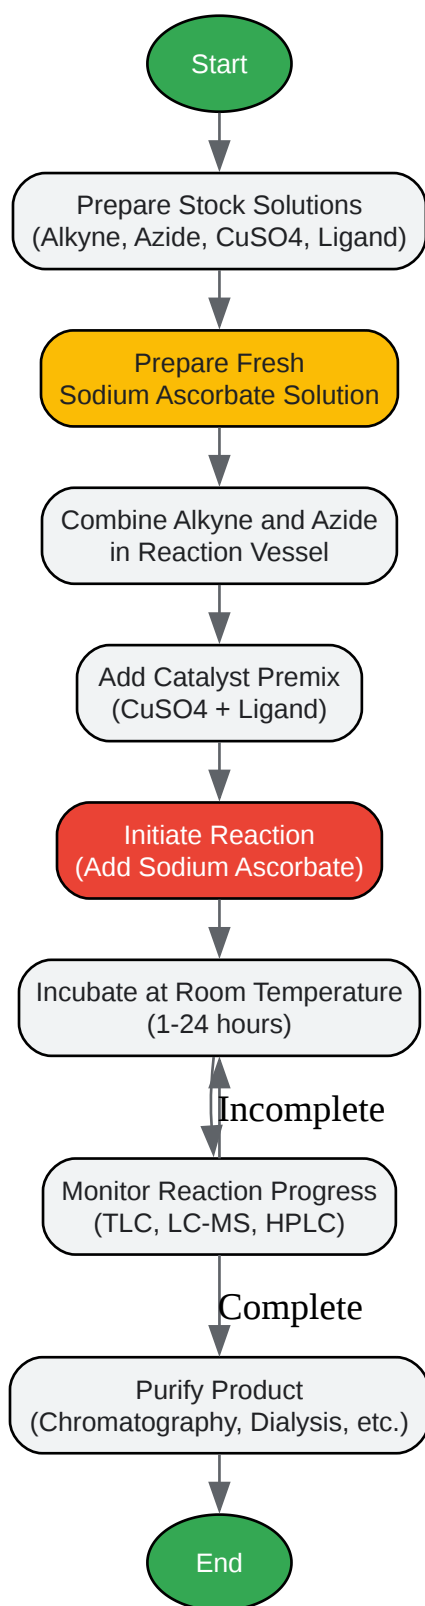 Start
Prepare Stock Solutions
(Alkyne, Azide, CuSO4, Ligand)
Prepare Fresh
Sodium Ascorbate Solution
Combine Alkyne and Azide
in Reaction Vessel
Add Catalyst Premix
(CuSO4 + Ligand)
Initiate Reaction
(Add Sodium Ascorbate)
Incubate at Room Temperature
(1-24 hours)
Incomplete
Monitor Reaction Progress
(TLC, LC-MS, HPLC)
Complete
Purify Product
(Chromatography, Dialysis, etc.)
End